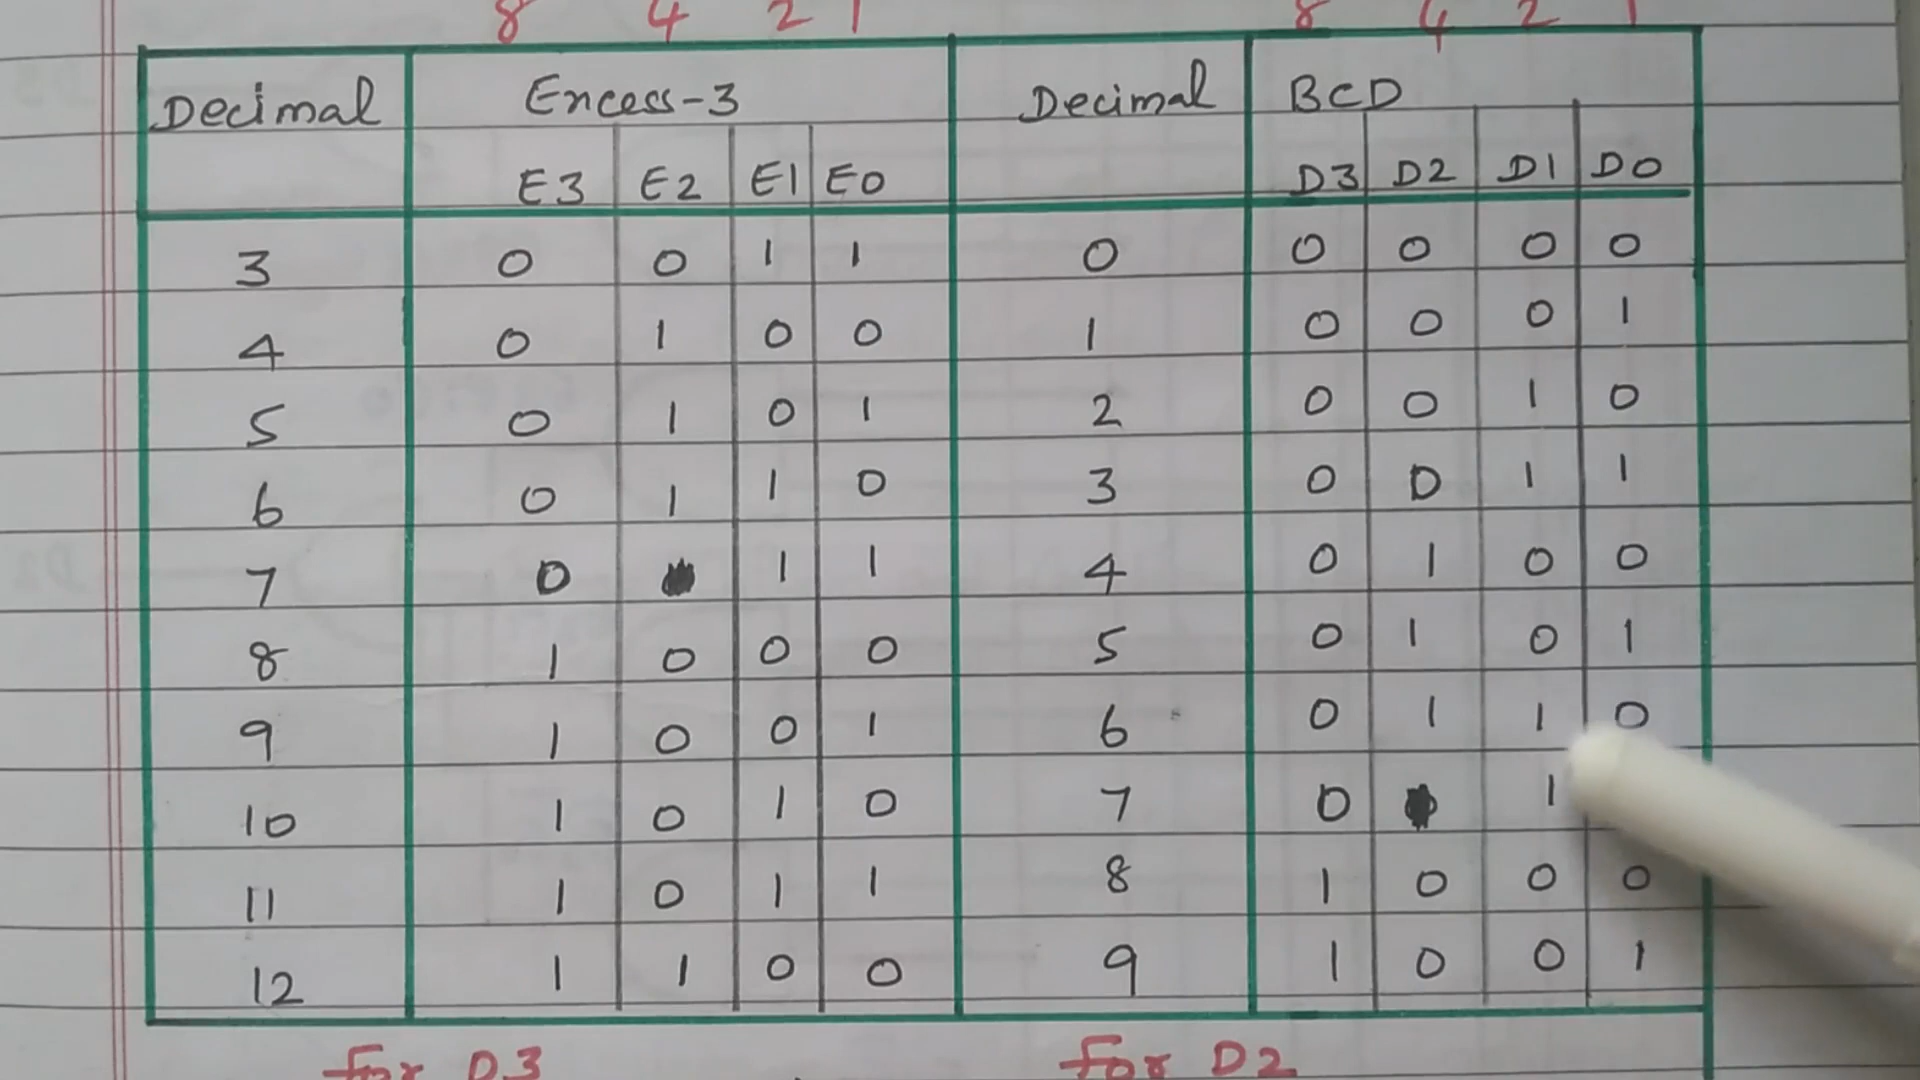 8 4 2 1 8 4 2 1
Decimal Excess-3 Decimal BCD
E3 E2 E1 E0 D3 D2 D1 D0
3 0 0 1 1 0 0 0 0 0
4 0 1 0 0 1 0 0 0 1
5 0 1 0 1 2 0 0 1 0
6 0 1 1 0 3 0 0 1 1
7 0 1 1 4 0 1 0 0
8 1 0 0 0 5 0 1 0 1
9 1 0 0 1 6 0 1 1 0
10 1 0 1 0 7 0 1
11 1 0 1 1 8 1 0 0 0
12 1 1 0 0 9 1 0 0 1
for D3 for D2